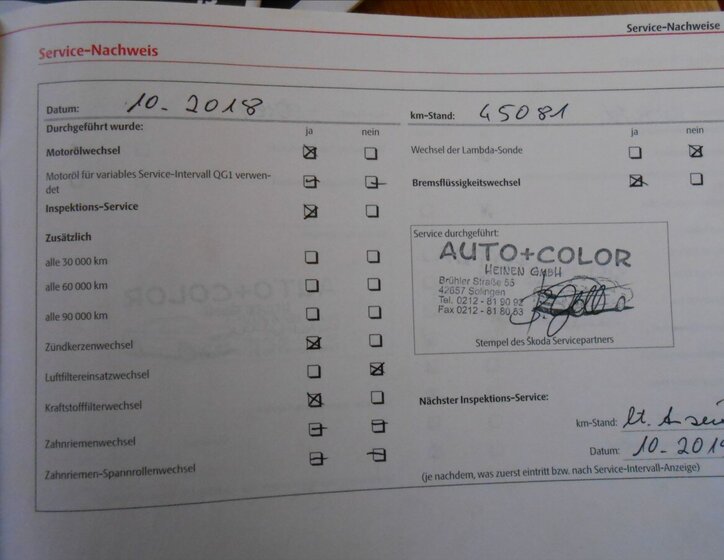 Service-Nachweise
Service-Nachweis
Datum: 10. 2018
km-Stand: 45081
Durchgeführt wurde:
ja nein
ja nein
Motorölwechsel
Motoröl für variables Service-Intervall QG1 verwen-
det
Inspektions-Service
Zusätzlich
alle 30 000 km
alle 60 000 km
alle 90 000 km
Zündkerzenwechsel
Luftfiltereinsatzwechsel
Kraftstofffilterwechsel
Zahnriemenwechsel
Zahnriemen-Spannrollenwechsel
Wechsel der Lambda-Sonde
Bremsflüssigkeitswechsel
Service durchgeführt:
AUTO+COLOR
HEINEN GMBH
Brühler Straße 55
42657 Solingen
Tel. 0212 - 81 90 92
Fax 0212 - 81 80 63
Stempel des Škoda Servicepartners
Nächster Inspektions-Service:
km-Stand: lt.
Datum: 10. 2019
(je nachdem, was zuerst eintritt bzw. nach Service-Intervall-Anzeige)